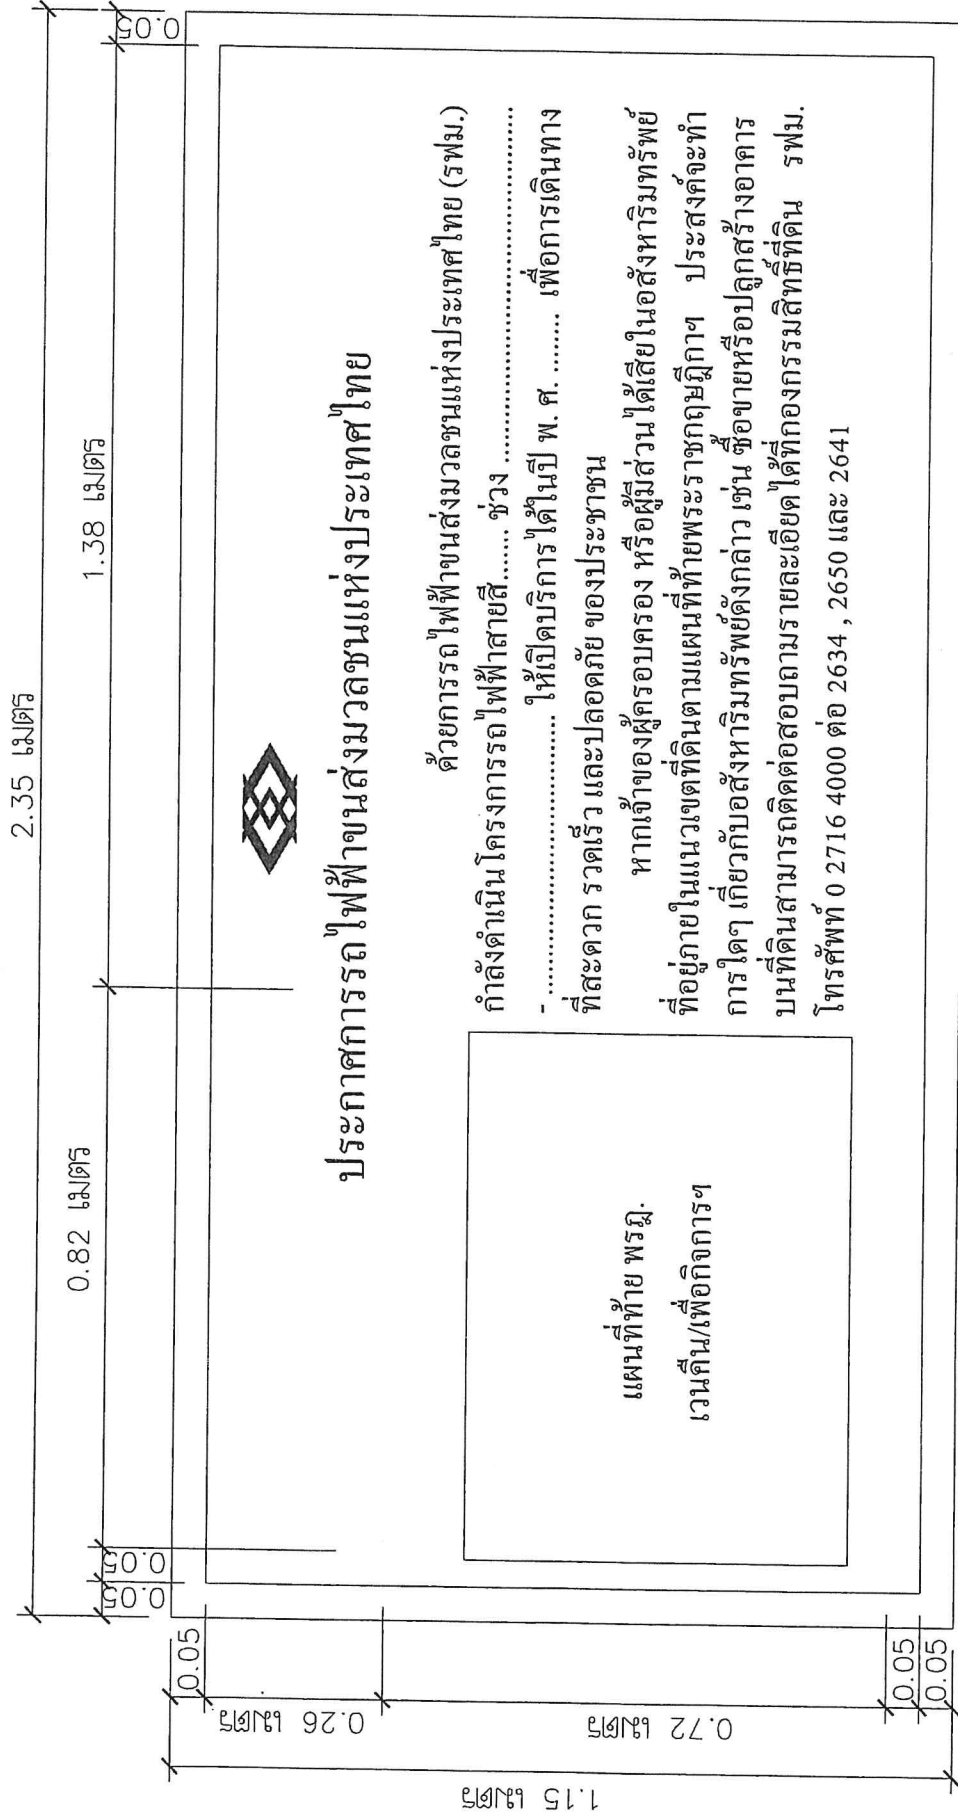 2.35 เมตร
0.82 เมตร
1.38 เมตร
0.05
0.05
0.05
0.05
0.26 เมตร
0.72 เมตร
0.05
0.05
1.15 เมตร
ประกาศการรถไฟฟ้าขนส่งมวลชนแห่งประเทศไทย
ด้วยการรถไฟฟ้าขนส่งมวลชนแห่งประเทศไทย (รฟม.)
กำลังดำเนินโครงการรถไฟฟ้าสายสี........ ช่วง ................................................
- ................................ ให้เปิดบริการได้ในปี พ.ศ. ......... เพื่อการเดินทาง
ที่สะดวก รวดเร็ว และปลอดภัย ของประชาชน
หากเจ้าของผู้ครอบครอง หรือผู้มีส่วนได้เสียในอสังหาริมทรัพย์
ที่อยู่ภายในแนวเขตที่ดินตามแผนที่ท้ายพระราชกฤษฎีกาฯ ประสงค์จะทำ
การใดๆ เกี่ยวกับอสังหาริมทรัพย์ดังกล่าว เช่น ซื้อขายหรือปลูกสร้างอาคาร
บนที่ดินสามารถติดต่อสอบถามรายละเอียดได้ที่กองกรรมสิทธิ์ที่ดิน รฟม.
โทรศัพท์ 0 2716 4000 ต่อ 2634 , 2650 และ 2641
แผนที่ท้าย พรฎ.
เวนคืน/เพื่อกิจการฯ